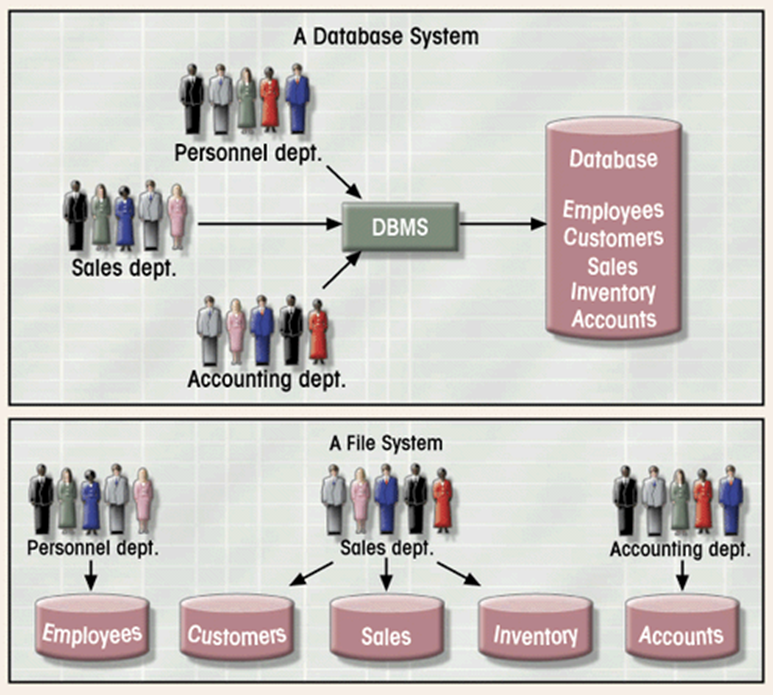 A Database System
Personnel dept.
Sales dept.
Accounting dept.
DBMS
Database
Employees
Customers
Sales
Inventory
Accounts
A File System
Personnel dept.
Sales dept.
Accounting dept.
Employees
Customers
Sales
Inventory
Accounts